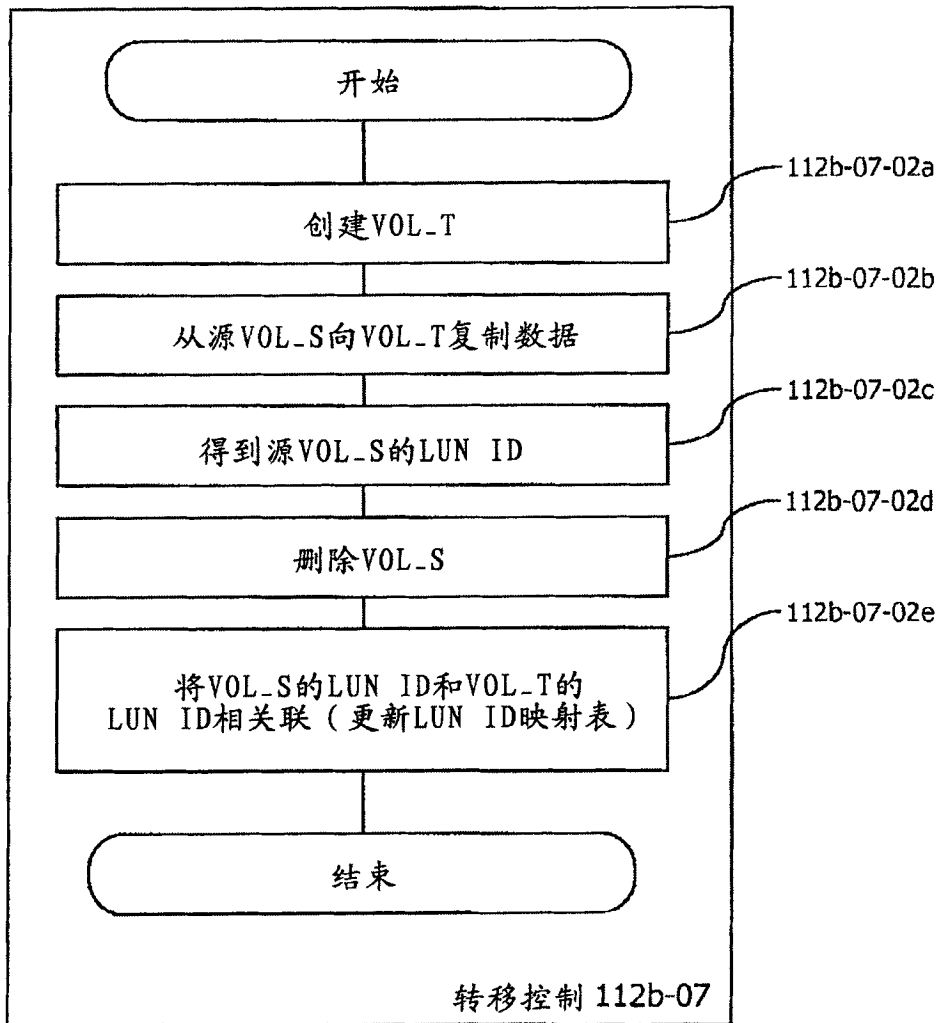 开始
112b-07-02a
创建VOL_T
112b-07-02b
从源VOL_S向VOL_T复制数据
112b-07-02c
得到源VOL_S的LUN ID
112b-07-02d
删除VOL_S
112b-07-02e
将VOL_S的LUN ID和VOL_T的
LUN ID相关联（更新LUN ID映射表）
结束
转移控制 112b-07